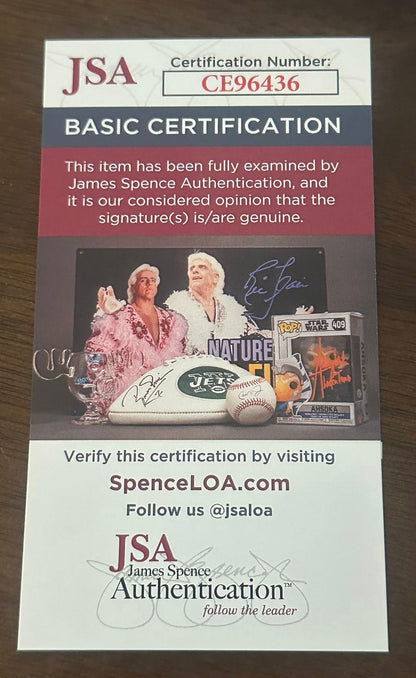 JSA
Certification Number:
CE96436
BASIC CERTIFICATION
This item has been fully examined by
James Spence Authentication, and
it is our considered opinion that the
signature(s) is/are genuine.
NATURE
JETS
POP!
STAR WARS
409
AHSOKA
Verify this certification by visiting
SpenceLOA.com
Follow us @jsaloa
JSA
James Spence
Authentication™
follow the leader